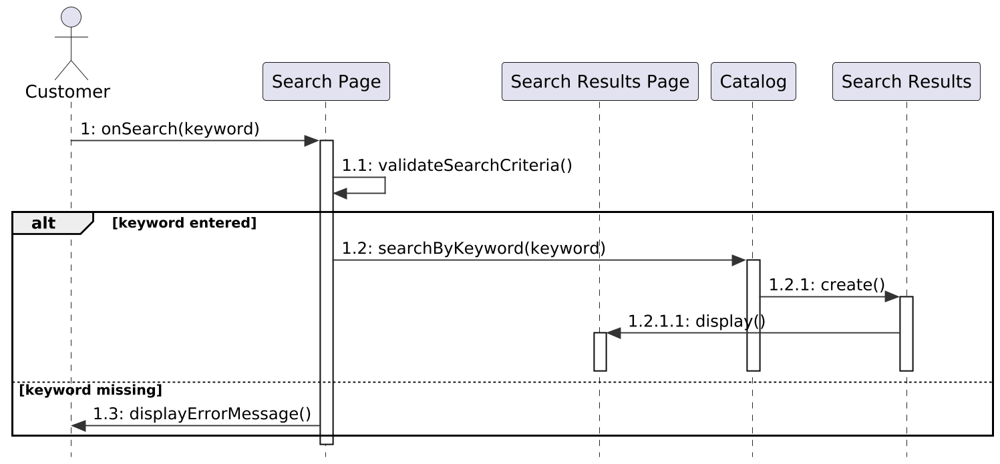 Customer
Search Page
Search Results Page
Catalog
Search Results
1: onSearch(keyword)
1.1: validateSearchCriteria()
alt
[keyword entered]
1.2: searchByKeyword(keyword)
1.2.1: create()
1.2.1.1: display()
[keyword missing]
1.3: displayErrorMessage()